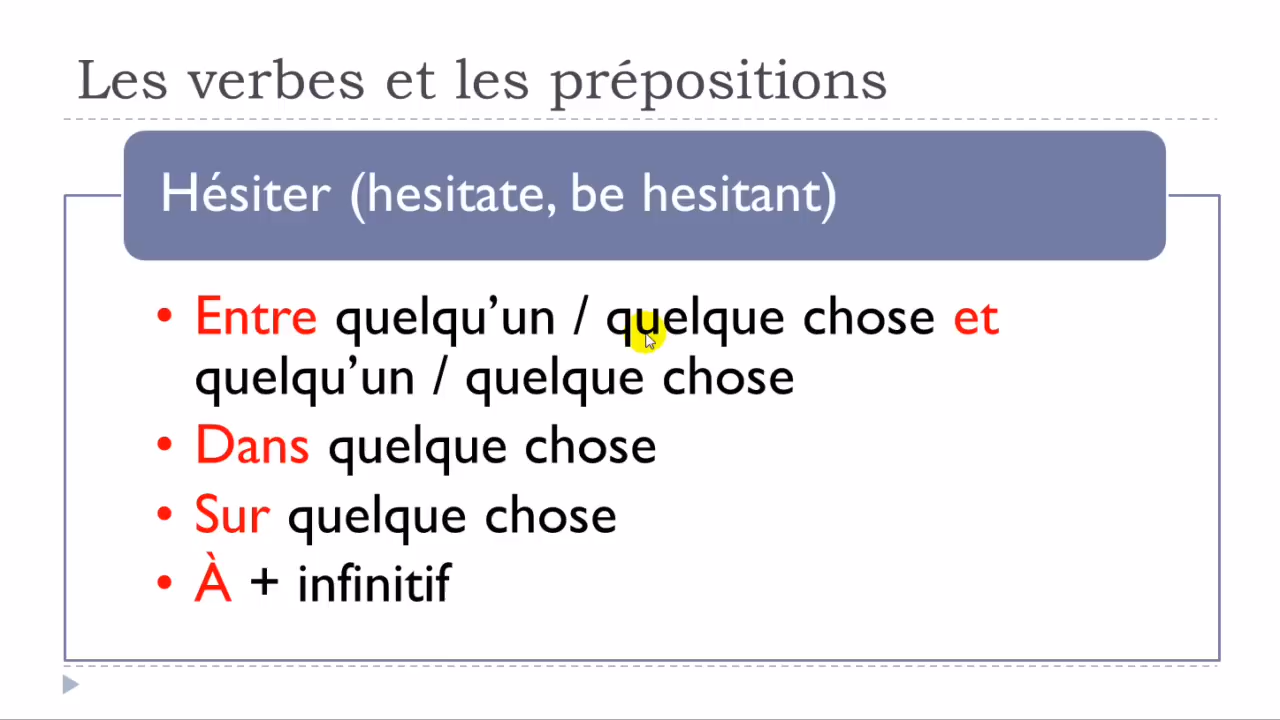 Les verbes et les prépositions
Hésiter (hesitate, be hesitant)
• Entre quelqu’un / quelque chose et
quelqu’un / quelque chose
• Dans quelque chose
• Sur quelque chose
• À + infinitif